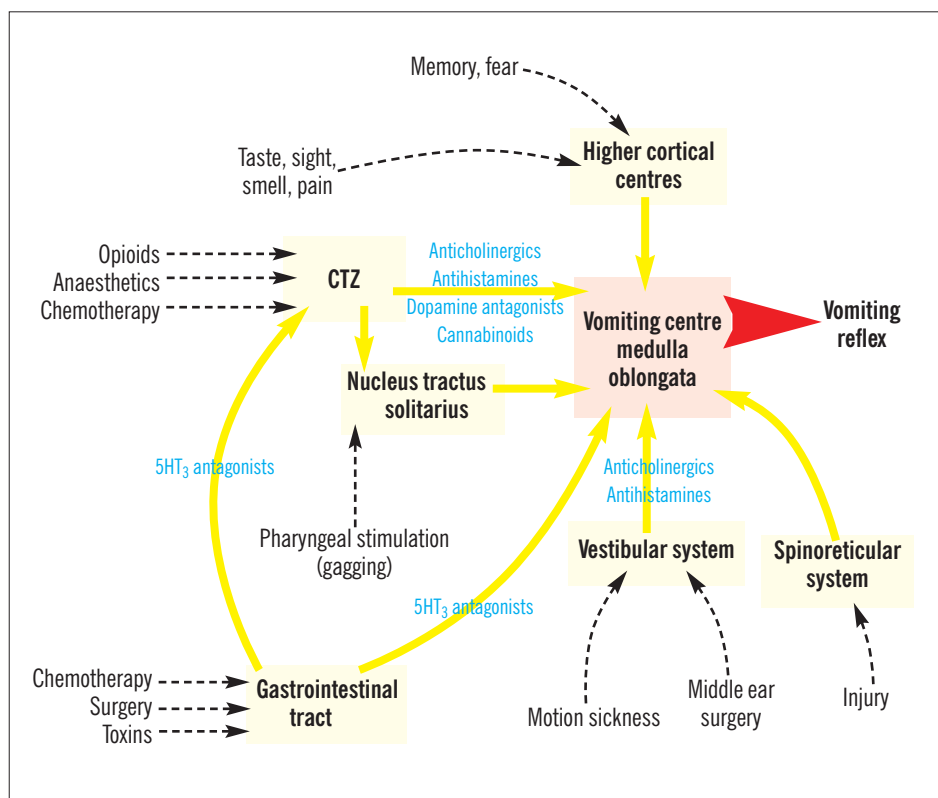 Memory, fear
Taste, sight,
smell, pain
Higher cortical
centres
Opioids
Anaesthetics
Chemotherapy
CTZ
Anticholinergics
Antihistamines
Dopamine antagonists
Cannabinoids
Vomiting centre
medulla
oblongata
Vomiting
reflex
Nucleus tractus
solitarius
5HT₃ antagonists
Anticholinergics
Antihistamines
Pharyngeal stimulation
(gagging)
Vestibular system
Spinoreticular
system
5HT₃ antagonists
Chemotherapy
Surgery
Toxins
Gastrointestinal
tract
Motion sickness
Middle ear
surgery
Injury